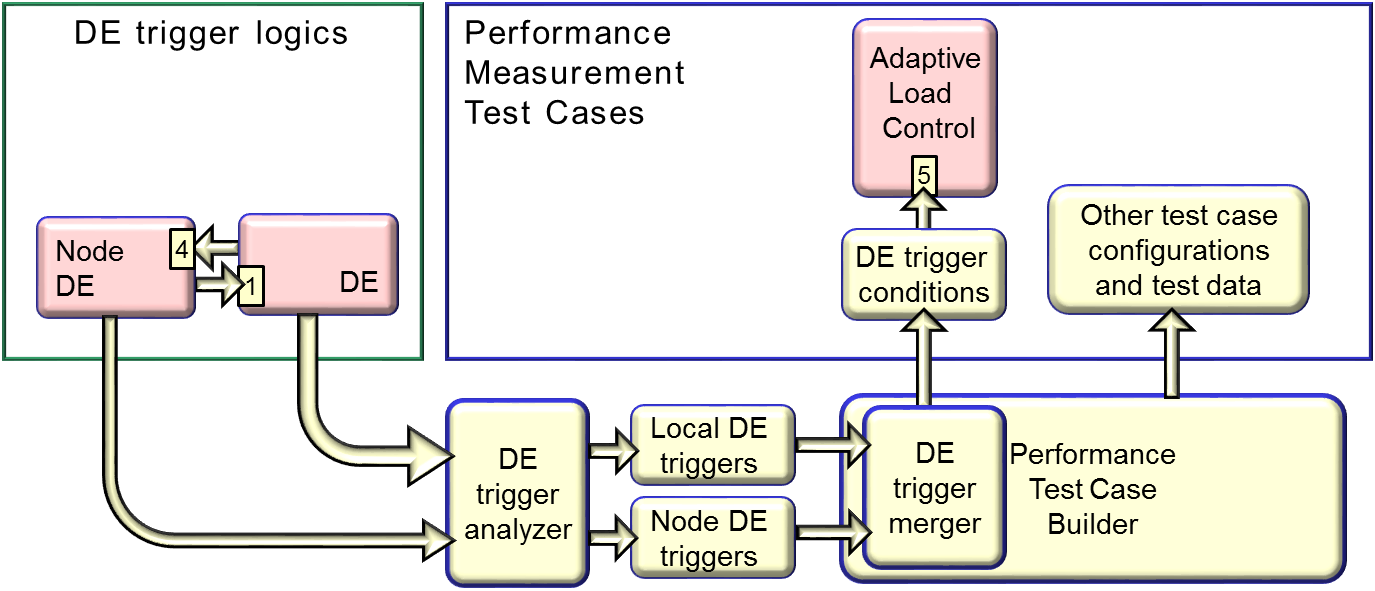 DE trigger logics
Performance
Measurement
Test Cases
Adaptive
Load
Control
5
Node
DE
4
1
DE
DE trigger
conditions
Other test case
configurations
and test data
DE
trigger
analyzer
Local DE
triggers
Node DE
triggers
DE
trigger
merger
Performance
Test Case
Builder